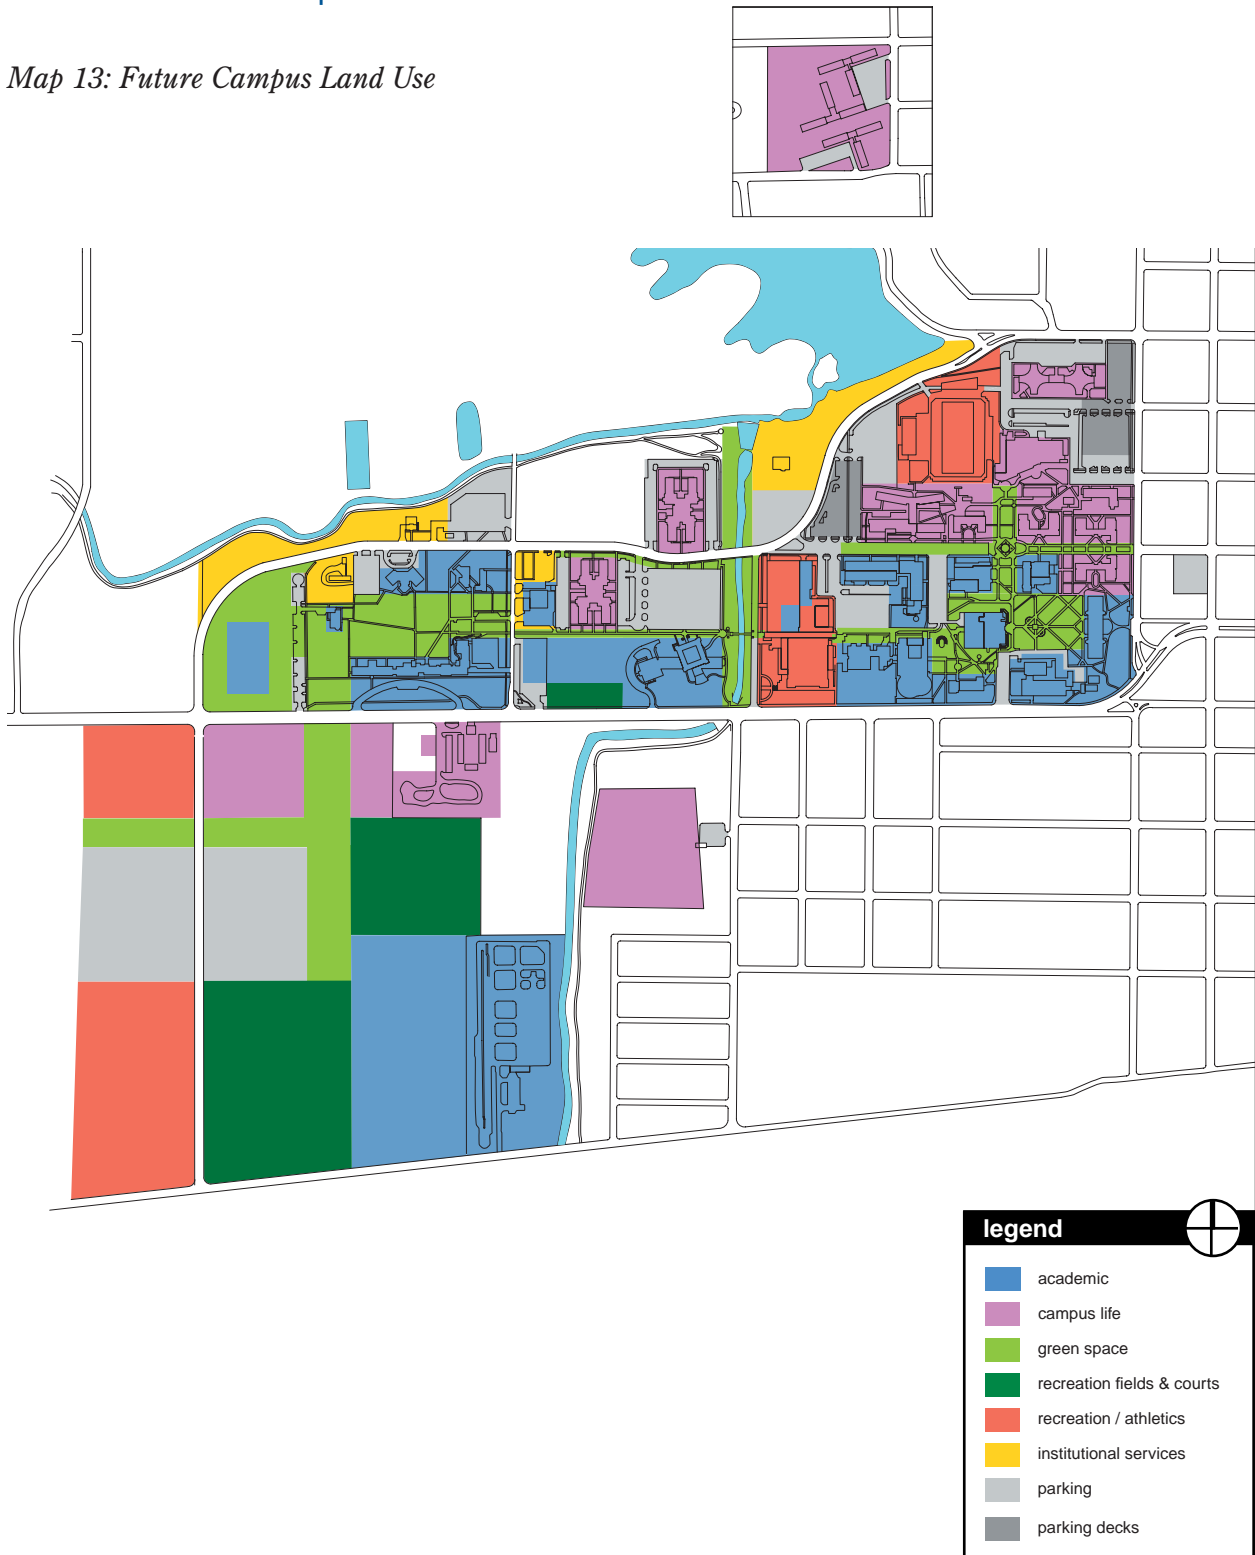 Map 13: Future Campus Land Use
legend
academic
campus life
green space
recreation fields & courts
recreation / athletics
institutional services
parking
parking decks